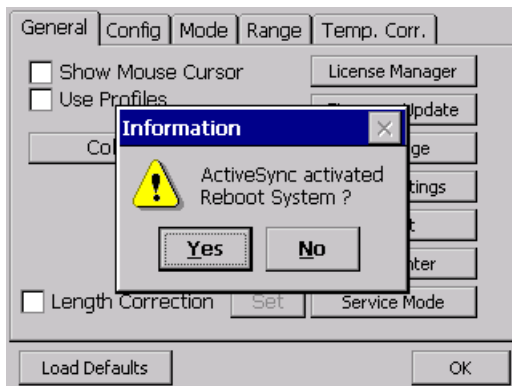 General Config Mode Range Temp. Corr.
Show Mouse Cursor License Manager
Use Profiles Update
Information
ActiveSync activated
Reboot System ?
Yes No
Length Correction Set Service Mode
Load Defaults OK